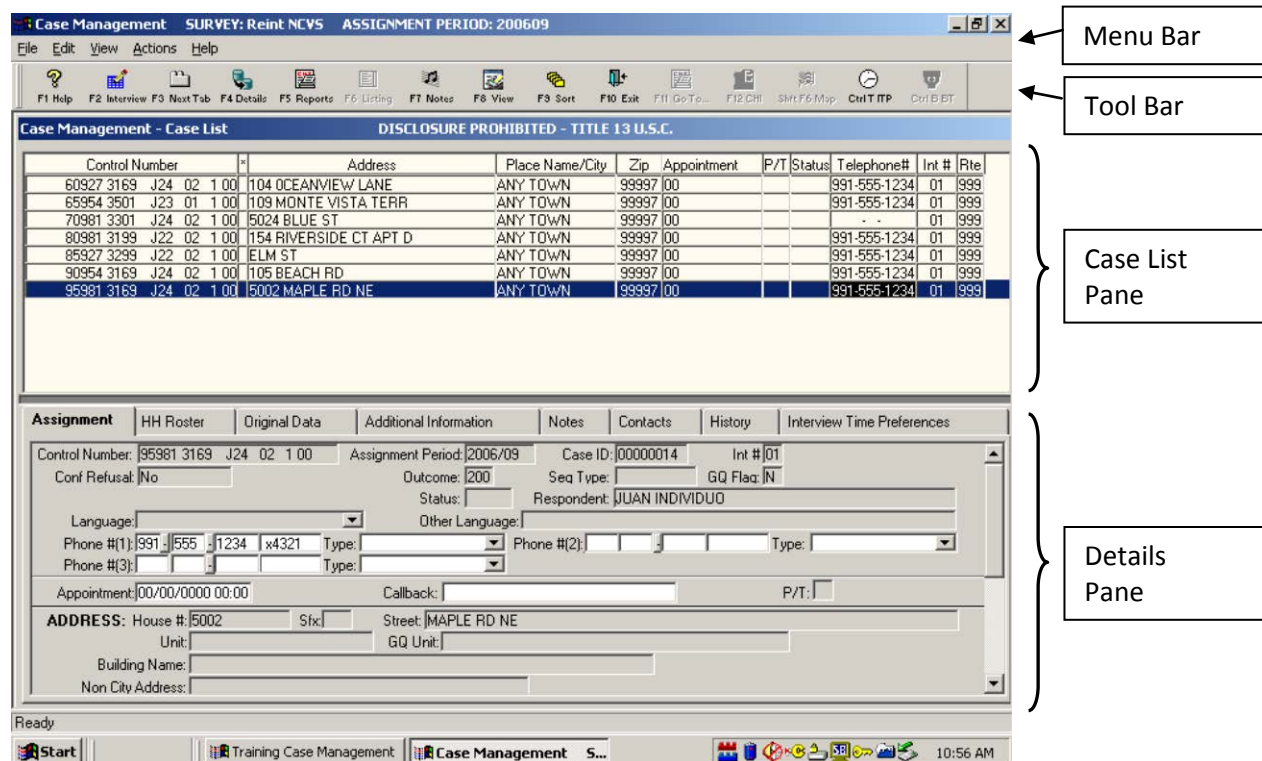 Case Management SURVEY: Reint NCVS ASSIGNMENT PERIOD: 200609
File Edit View Actions Help
F1 Help F2 Interview F3 Next Tab F4 Details F5 Reports F6 Listing F7 Notes F8 View F9 Sort F10 Exit F11 Go To... F12 CHI Shft F6 Map Ctrl T ITP Ctrl B BT
Menu Bar
Tool Bar
Case Management - Case List DISCLOSURE PROHIBITED - TITLE 13 U.S.C.
Control Number * Address Place Name/City Zip Appointment P/T Status Telephone# Int # Rte
60927 3169 J24 02 1 00 104 OCEANVIEW LANE ANY TOWN 99997 00 991-555-1234 01 999
65954 3501 J23 01 1 00 109 MONTE VISTA TERR ANY TOWN 99997 00 991-555-1234 01 999
70981 3301 J24 02 1 00 5024 BLUE ST ANY TOWN 99997 00 - - 01 999
80981 3199 J22 02 1 00 154 RIVERSIDE CT APT D ANY TOWN 99997 00 991-555-1234 01 999
85927 3299 J22 02 1 00 ELM ST ANY TOWN 99997 00 991-555-1234 01 999
90954 3169 J24 02 1 00 105 BEACH RD ANY TOWN 99997 00 991-555-1234 01 999
95981 3169 J24 02 1 00 5002 MAPLE RD NE ANY TOWN 99997 00 991-555-1234 01 999
Case List
Pane
Assignment HH Roster Original Data Additional Information Notes Contacts History Interview Time Preferences
Control Number: 95981 3169 J24 02 1 00 Assignment Period: 2006/09 Case ID: 00000014 Int # 01
Conf Refusal: No Outcome: 200 Seq Type: GQ Flag: N
Status: Respondent: JUAN INDIVIDUO
Language: Other Language:
Phone #(1): 991 - 555 - 1234 x4321 Type: Phone #(2): - Type:
Phone #(3): - Type:
Appointment: 00/00/0000 00:00 Callback: P/T:
ADDRESS: House #: 5002 Sfx: Street: MAPLE RD NE
Unit: GQ Unit:
Building Name:
Non City Address:
Details
Pane
Ready
Start Training Case Management Case Management S... SB 10:56 AM